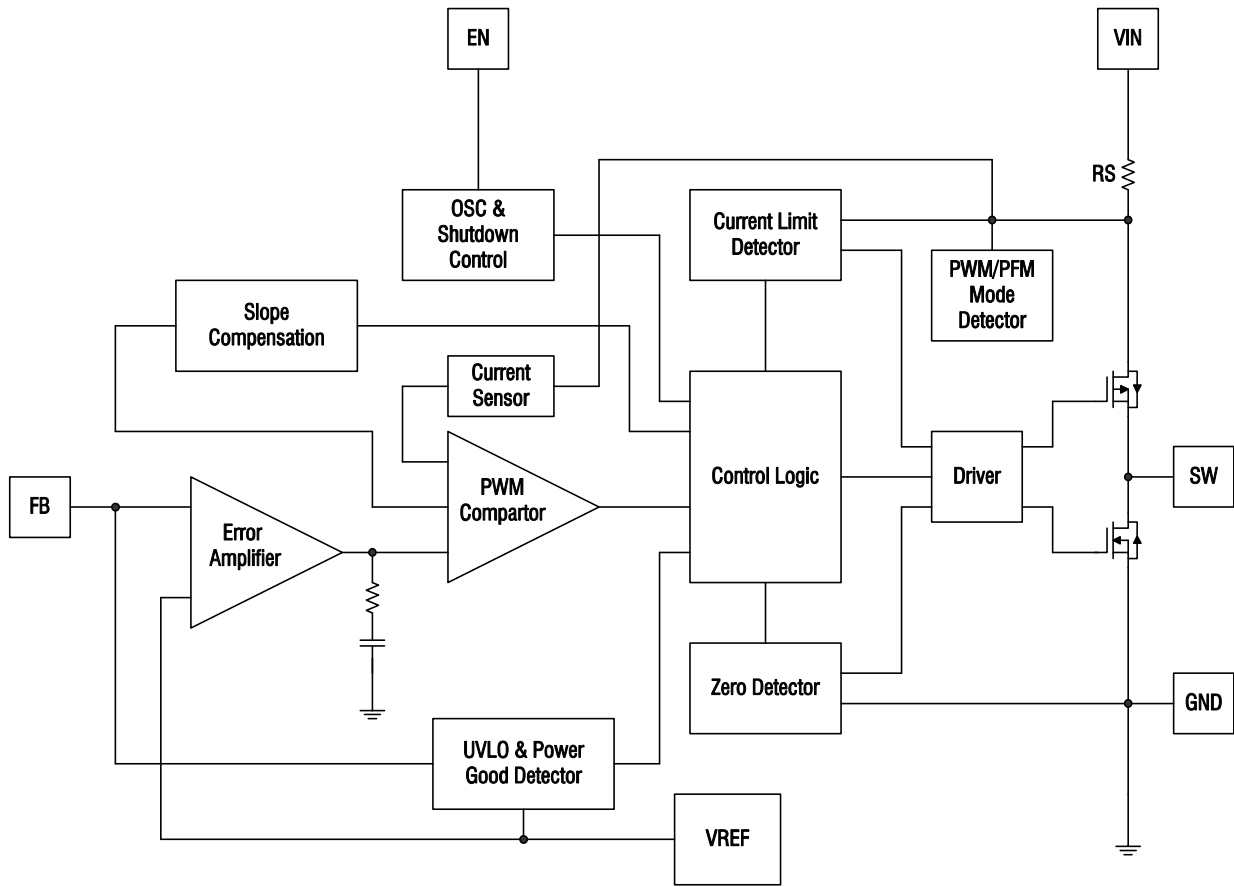 EN
VIN
RS
OSC &
Shutdown
Control
Current Limit
Detector
PWM/PFM
Mode
Detector
Slope
Compensation
Current
Sensor
FB
Error
Amplifier
PWM
Compartor
Control Logic
Driver
SW
Zero Detector
GND
UVLO & Power
Good Detector
VREF